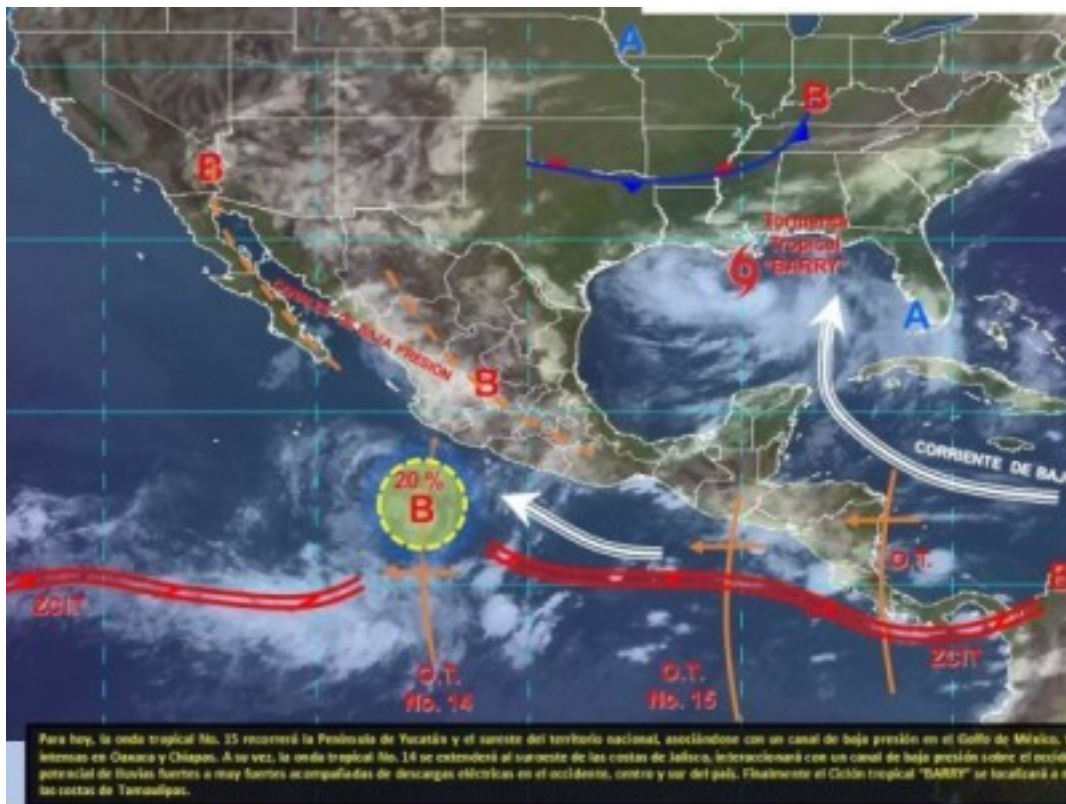 A
B
B
Tormenta
Tropical
"BARRY"
CANALES DE BAJA PRESIÓN
A
B
CORRIENTE DE BAJ
20 %
B
O.T.
B
ZCIT
ZCIT
O.T.
No. 14
O.T.
No. 15
Para hoy, la onda tropical No. 15 recorrerá la Península de Yucatán y el sureste del territorio nacional, asociándose con un canal de baja presión en el Golfo de México,
intensas en Oaxaca y Chiapas. A su vez, la onda tropical No. 14 se extenderá al suroeste de las costas de Jalisco, interaccionará con un canal de baja presión sobre el occid
potencial de lluvias fuertes a muy fuertes acompañadas de descargas eléctricas en el occidente, centro y sur del país. Finalmente el Ciclón tropical "BARRY" se localizará a
las costas de Tamaulipas.